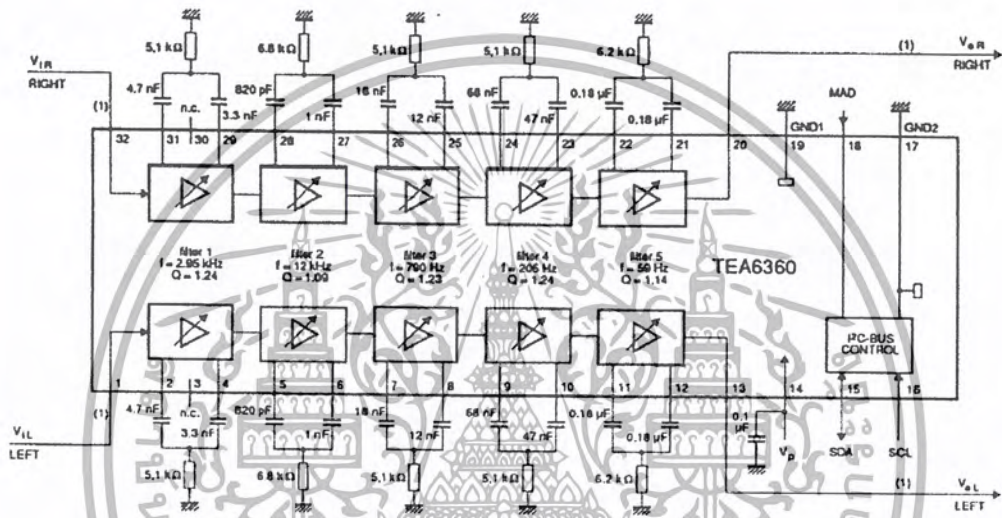 5,1 kΩ 6.8 kΩ 5,1 kΩ 5,1 kΩ 6.2 kΩ
V I R
RIGHT
(1)
V o R
RIGHT
(1)
4.7 nF n.c. 3.3 nF 820 pF 1 nF 18 nF 12 nF 68 nF 47 nF 0.18 µF 0.18 µF
MAD
GND1 GND2
32 31 30 29 28 27 26 25 24 23 22 21 20 19 18 17
filter 1 filter 2 filter 3 filter 4 filter 5
f = 2.95 kHz f = 12 kHz f = 790 Hz f = 205 Hz f = 59 Hz
Q = 1.24 Q = 1.09 Q = 1.23 Q = 1.24 Q = 1.14
TEA6360
I²C-BUS
CONTROL
1 2 3 4 5 6 7 8 9 10 11 12 13 14 15 16
(1)
4.7 nF n.c. 3.3 nF 820 pF 1 nF 18 nF 12 nF 68 nF 47 nF 0.18 µF 0.18 µF
0.1 µF
V p SDA SCL
V I L
LEFT
5,1 kΩ 6.8 kΩ 5,1 kΩ 5,1 kΩ 6.2 kΩ
(1)
V o L
LEFT